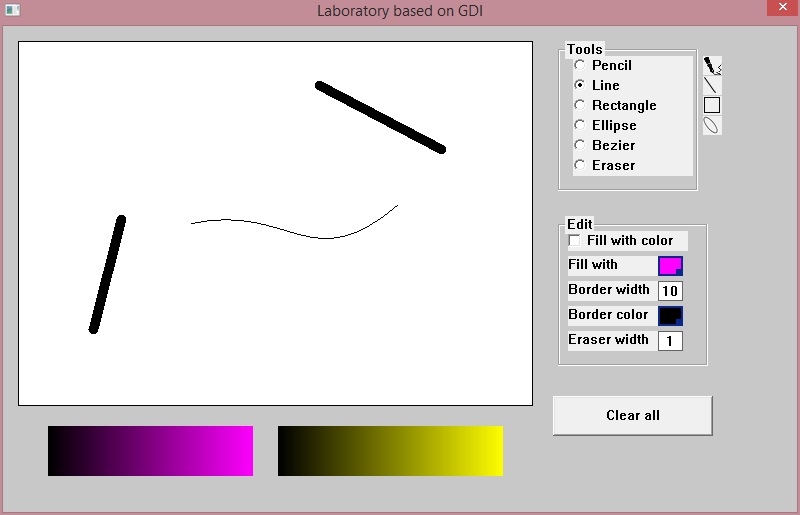 Laboratory based on GDI
Tools
Pencil
Line
Rectangle
Ellipse
Bezier
Eraser
Edit
Fill with color
Fill with
Border width 10
Border color
Eraser width 1
Clear all